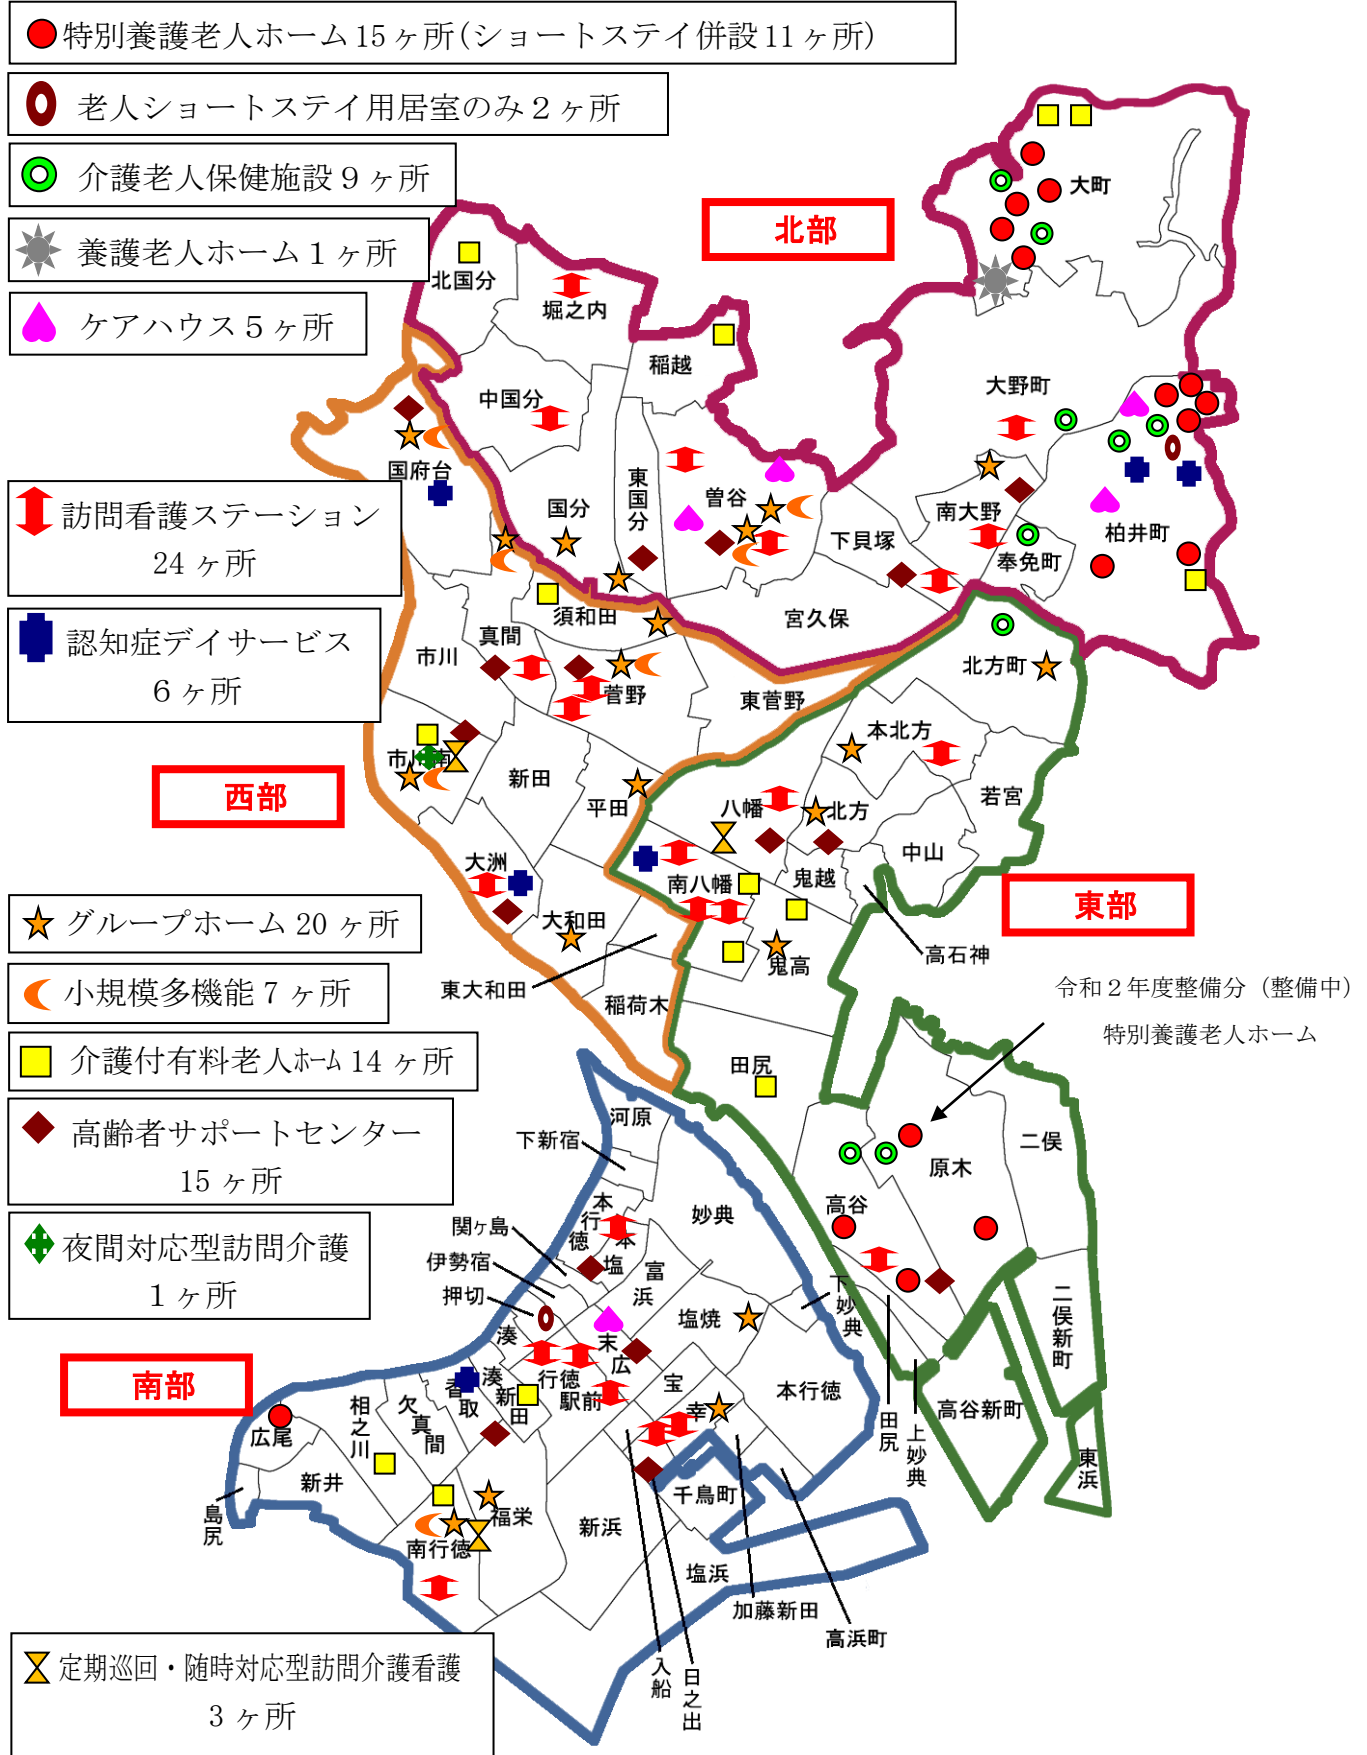 特別養護老人ホーム15ヶ所(ショートステイ併設11ヶ所)
老人ショートステイ用居室のみ２ヶ所
介護老人保健施設９ヶ所
養護老人ホーム１ヶ所
ケアハウス５ヶ所
訪問看護ステーション
24ヶ所
認知症デイサービス
６ヶ所
グループホーム20ヶ所
小規模多機能７ヶ所
介護付有料老人ﾎｰﾑ14ヶ所
高齢者サポートセンター
15ヶ所
夜間対応型訪問介護
１ヶ所
定期巡回・随時対応型訪問介護看護
３ヶ所
北部
西部
東部
南部
令和２年度整備分（整備中）
特別養護老人ホーム
大町
北国分
堀之内
稲越
中国分
大野町
国府台
東国分
曽谷
国分
南大野
柏井町
下貝塚
奉免町
宮久保
須和田
真間
市川
北方町
菅野
東菅野
本北方
市川南
新田
平田
八幡
北方
若宮
中山
大洲
南八幡
鬼越
大和田
高石神
鬼高
東大和田
稲荷木
田尻
河原
下新宿
二俣
原木
高谷
妙典
本行徳
関ヶ島
本塩
伊勢宿
富浜
押切
下妙典
塩焼
湊
末広
二俣新町
行徳駅前
湊新田
香取
宝
本行徳
欠真間
相之川
幸
高谷新町
田尻
上妙典
広尾
東浜
新井
千鳥町
島尻
福栄
新浜
南行徳
塩浜
加藤新田
高浜町
入船
日之出